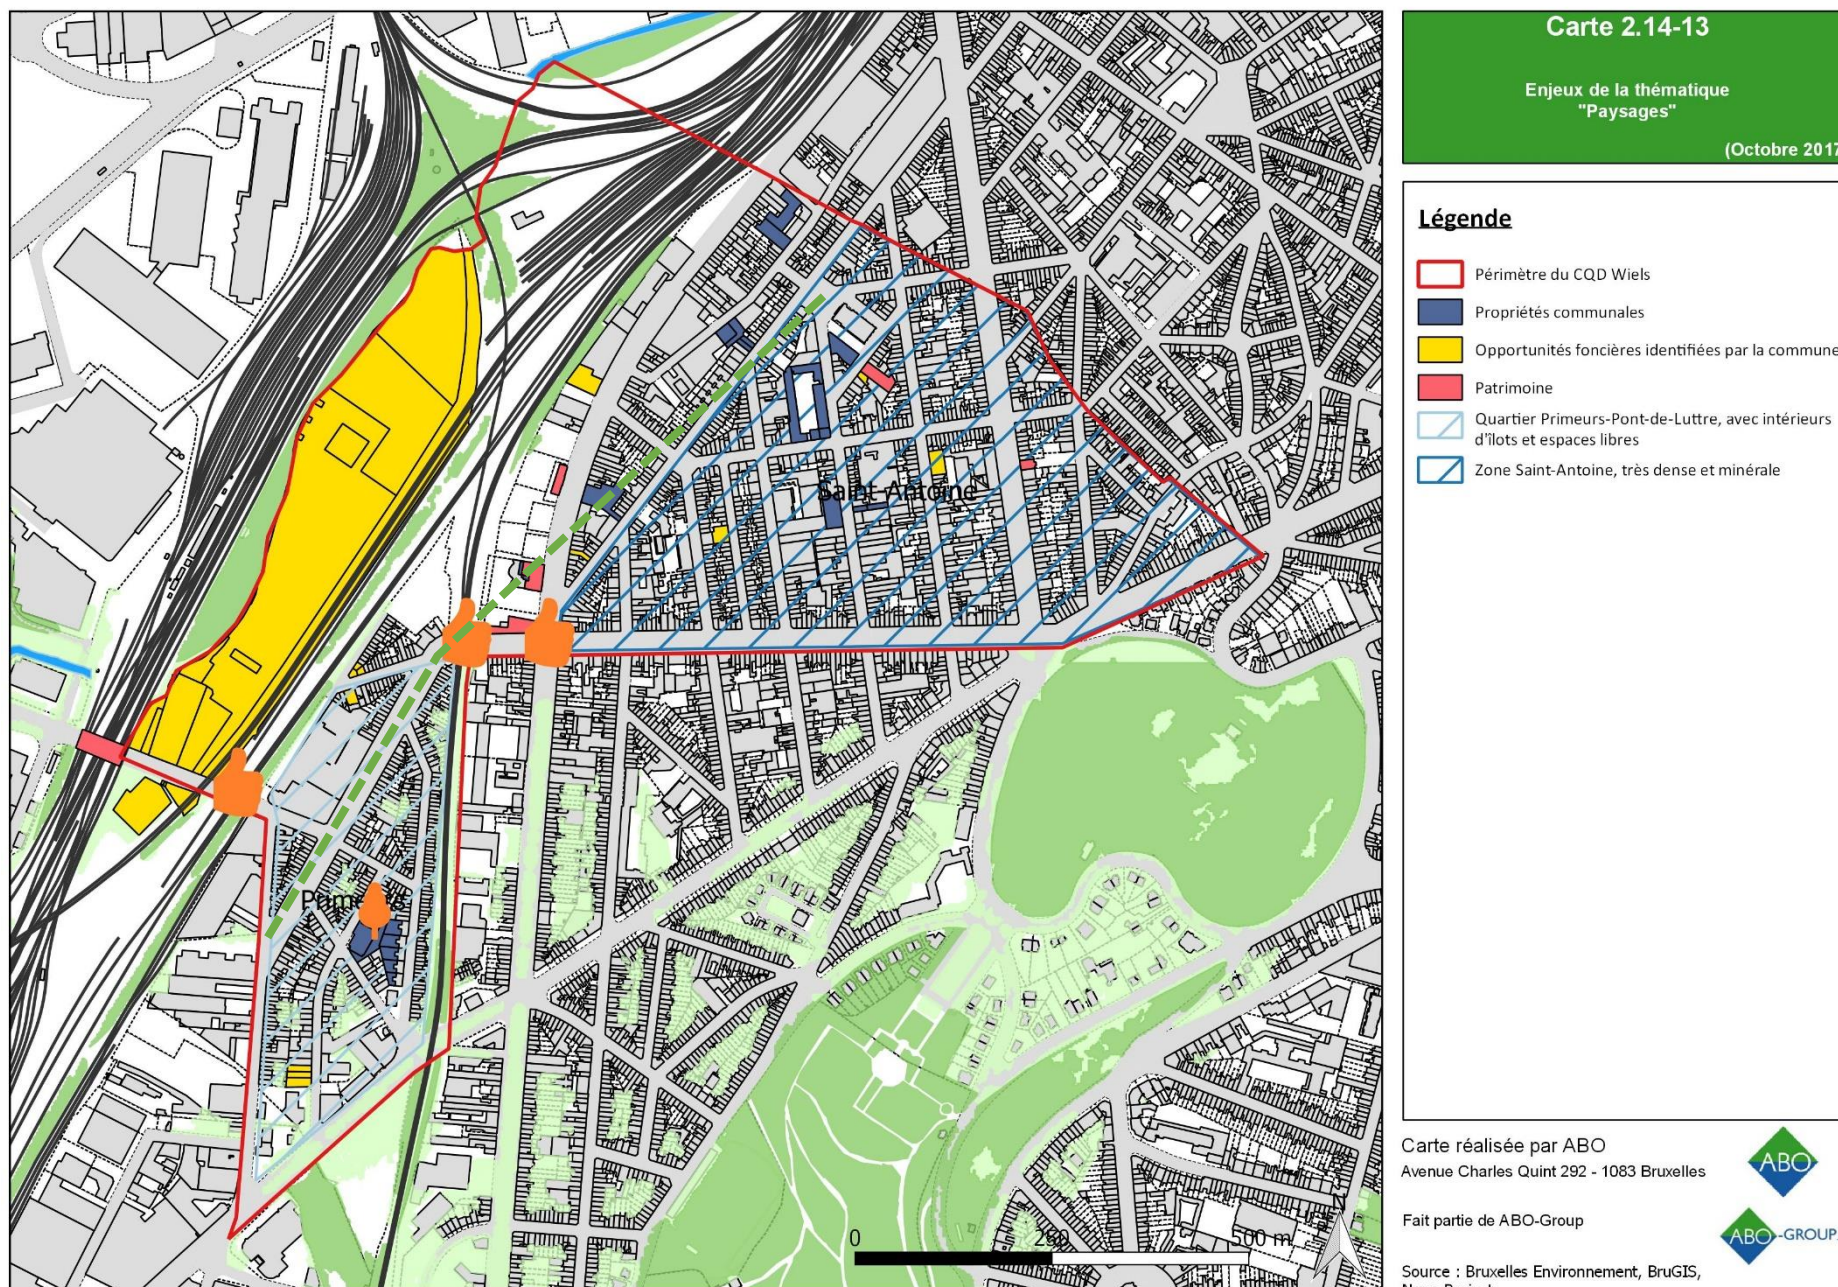 Carte 2.14-13
Enjeux de la thématique
"Paysages"
(Octobre 2017
Légende
Périmètre du CQD Wiels
Propriétés communales
Opportunités foncières identifiées par la commune
Patrimoine
Quartier Primeurs-Pont-de-Luttre, avec intérieurs
d'îlots et espaces libres
Zone Saint-Antoine, très dense et minérale
Saint-Antoine
0 250 500 m
N
Carte réalisée par ABO
Avenue Charles Quint 292 - 1083 Bruxelles
ABO
Fait partie de ABO-Group
ABO-GROUP
Source : Bruxelles Environnement, BruGIS,